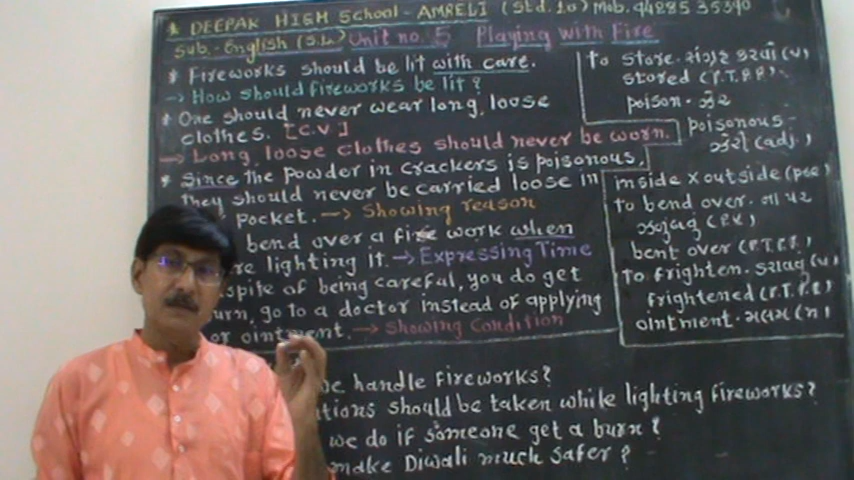 * DEEPAK HIGH School - AMRELI (Std. 10) Mob. 94285 35390
Sub. - English (S.L.) Unit no. 5 Playing with Fire
* Fireworks should be lit with care.
→ How should fireworks be lit?
* One should never wear long, loose
clothes. [C.V]
→ Long loose clothes should never be worn.
* Since the powder in crackers is poisonous,
they should never be carried loose in
pocket. → Showing reason
bend over a fire work when
re lighting it. → Expressing Time
spite of being careful, you do get
urn, go to a doctor instead of applying
or ointment. → Showing Condition
to store. સંગ્રહ કરવો (v)
stored (P.T.P.P.)
poison. ઝેર
poisonous -
ઝેરી (adj.)
inside x outside (pre)
to bend over. ના પર
(P.V)
bent over (P.T.P.P.)
to frighten. ડરાવવું (v)
frightened (P.T.P.P)
ointment. મલમ (n)
we handle fireworks?
tions should be taken while lighting fireworks?
we do if someone get a burn?
make Diwali much safer?